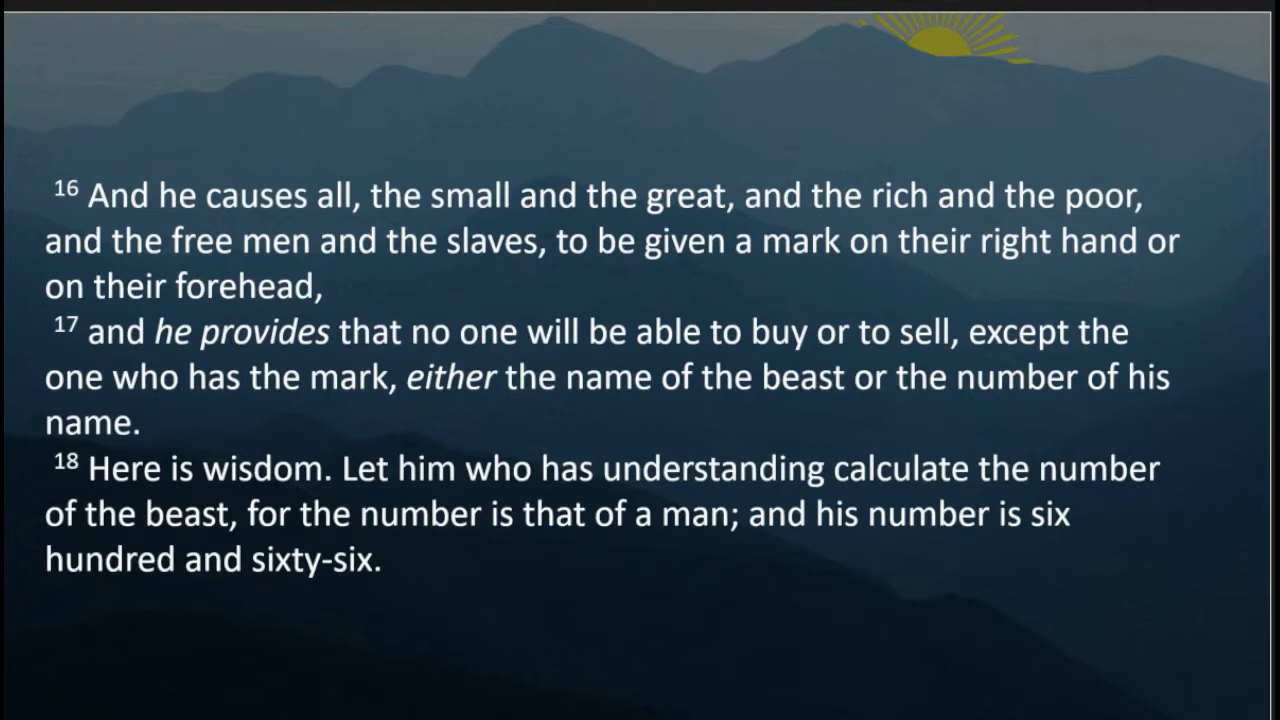 16 And he causes all, the small and the great, and the rich and the poor,
and the free men and the slaves, to be given a mark on their right hand or
on their forehead,
17 and he provides that no one will be able to buy or to sell, except the
one who has the mark, either the name of the beast or the number of his
name.
18 Here is wisdom. Let him who has understanding calculate the number
of the beast, for the number is that of a man; and his number is six
hundred and sixty-six.